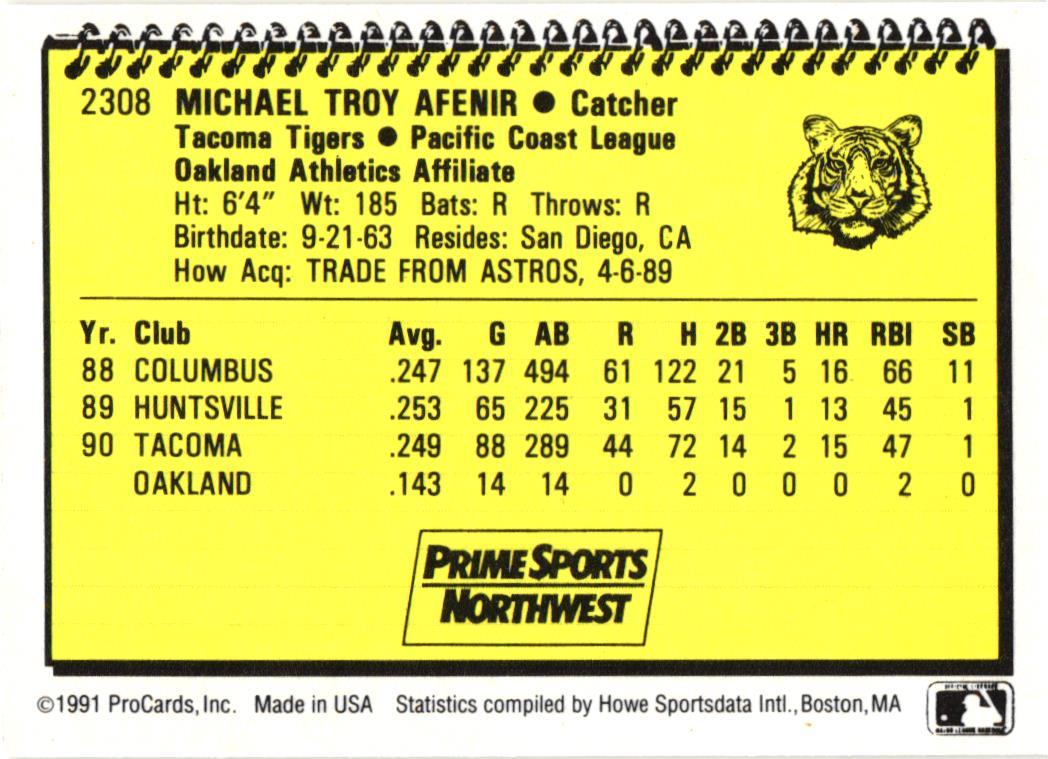 2308 MICHAEL TROY AFENIR ● Catcher
Tacoma Tigers ● Pacific Coast League
Oakland Athletics Affiliate
Ht: 6'4" Wt: 185 Bats: R Throws: R
Birthdate: 9-21-63 Resides: San Diego, CA
How Acq: TRADE FROM ASTROS, 4-6-89
Yr. Club Avg. G AB R H 2B 3B HR RBI SB
88 COLUMBUS .247 137 494 61 122 21 5 16 66 11
89 HUNTSVILLE .253 65 225 31 57 15 1 13 45 1
90 TACOMA .249 88 289 44 72 14 2 15 47 1
OAKLAND .143 14 14 0 2 0 0 0 2 0
PRIME SPORTS
NORTHWEST
©1991 ProCards, Inc. Made in USA Statistics compiled by Howe Sportsdata Intl., Boston, MA